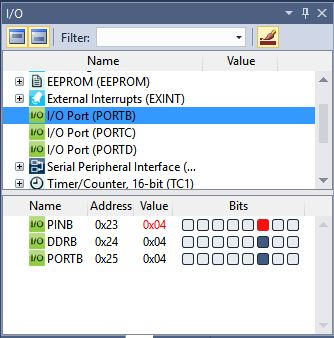 I/O
Filter:
Name Value
EEPROM (EEPROM)
External Interrupts (EXINT)
I/O I/O Port (PORTB)
I/O I/O Port (PORTC)
I/O I/O Port (PORTD)
Serial Peripheral Interface (...
Timer/Counter, 16-bit (TC1)
Name Address Value Bits
I/O PINB 0x23 0x04
I/O DDRB 0x24 0x04
I/O PORTB 0x25 0x04